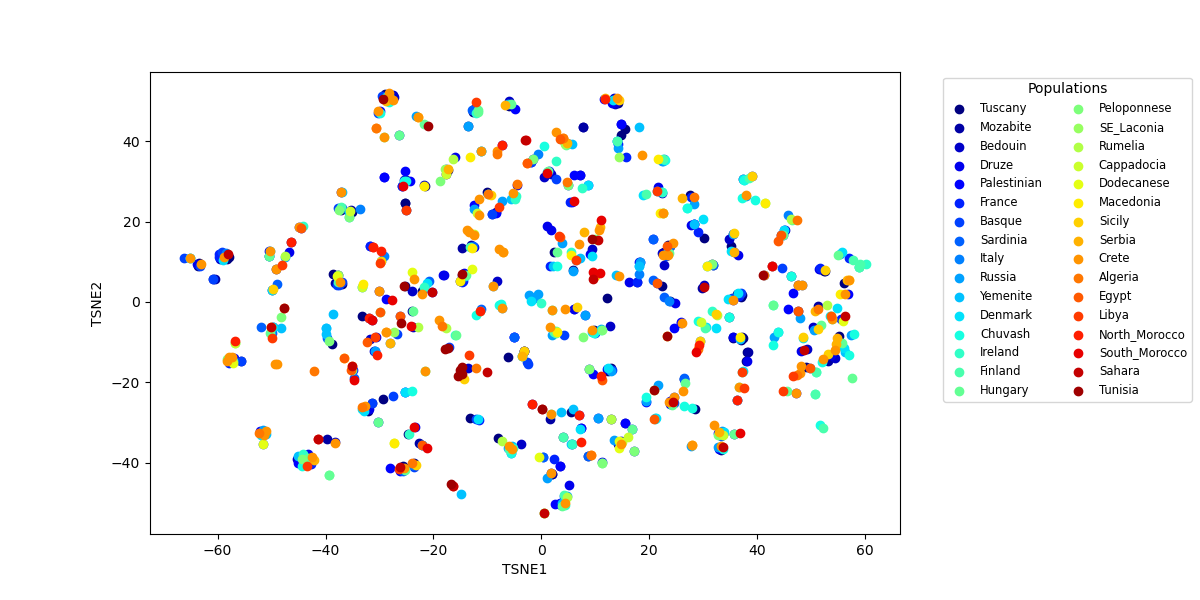 Populations
Tuscany
Mozabite
Bedouin
Druze
Palestinian
France
Basque
Sardinia
Italy
Russia
Yemenite
Denmark
Chuvash
Ireland
Finland
Hungary
Peloponnese
SE_Laconia
Rumelia
Cappadocia
Dodecanese
Macedonia
Sicily
Serbia
Crete
Algeria
Egypt
Libya
North_Morocco
South_Morocco
Sahara
Tunisia
TSNE2
40
20
0
−20
−40
−60 −40 −20 0 20 40 60
TSNE1